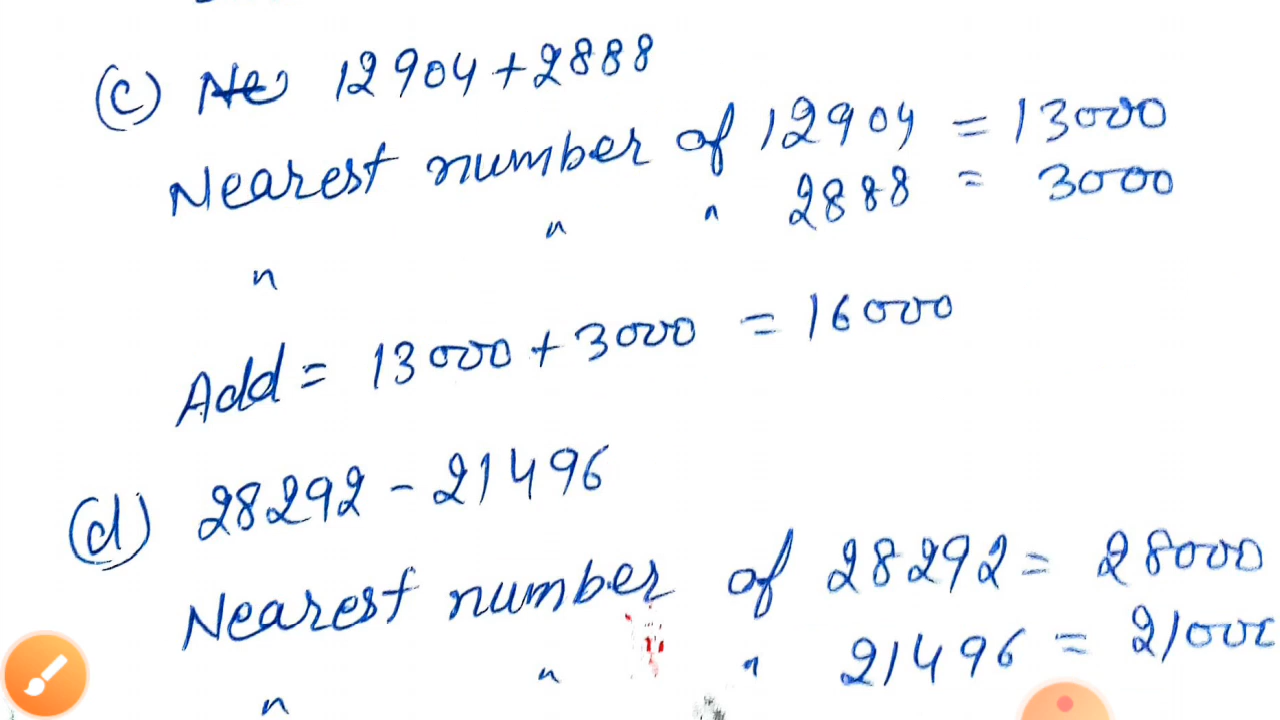 (c) Ne 12904+2888
Nearest number of 12904 = 13000
" " " 2888 = 3000
Add = 13000 + 3000 = 16000
(d) 28292 - 21496
Nearest number of 28292 = 28000
" " " 21496 = 21000